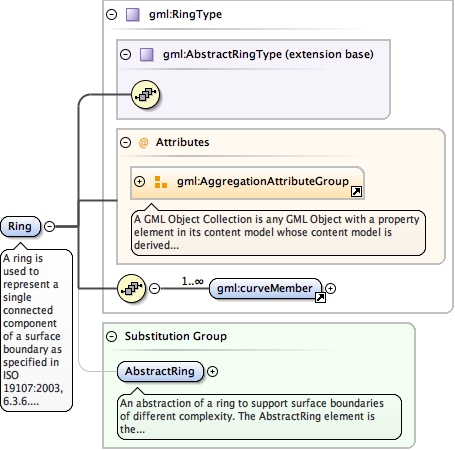 gml:RingType
gml:AbstractRingType (extension base)
@ Attributes
gml:AggregationAttributeGroup
A GML Object Collection is any GML Object with a property
element in its content model whose content model is
derived...
Ring
A ring is
used to
represent a
single
connected
component
of a surface
boundary as
specified in
ISO
19107:2003,
6.3.6....
1..∞
gml:curveMember
Substitution Group
AbstractRing
An abstraction of a ring to support surface boundaries
of different complexity. The AbstractRing element is
the...